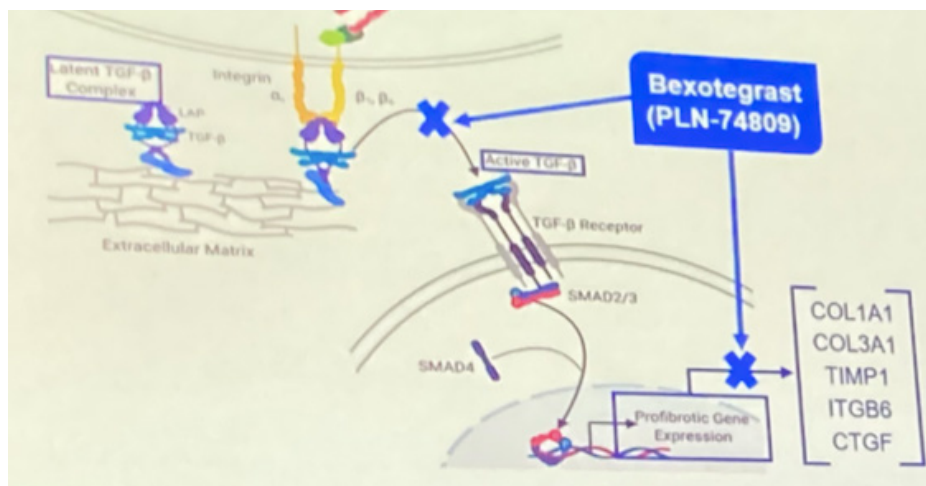 Latent TGF-β
Complex
LAP
TGF-β
Extracellular Matrix
Integrin
αᵥ
Active TGF-β
Bexotegrast
(PLN-74809)
TGF-β Receptor
SMAD2/3
SMAD4
Profibrotic Gene
Expression
COL1A1
COL3A1
TIMP1
ITGB6
CTGF